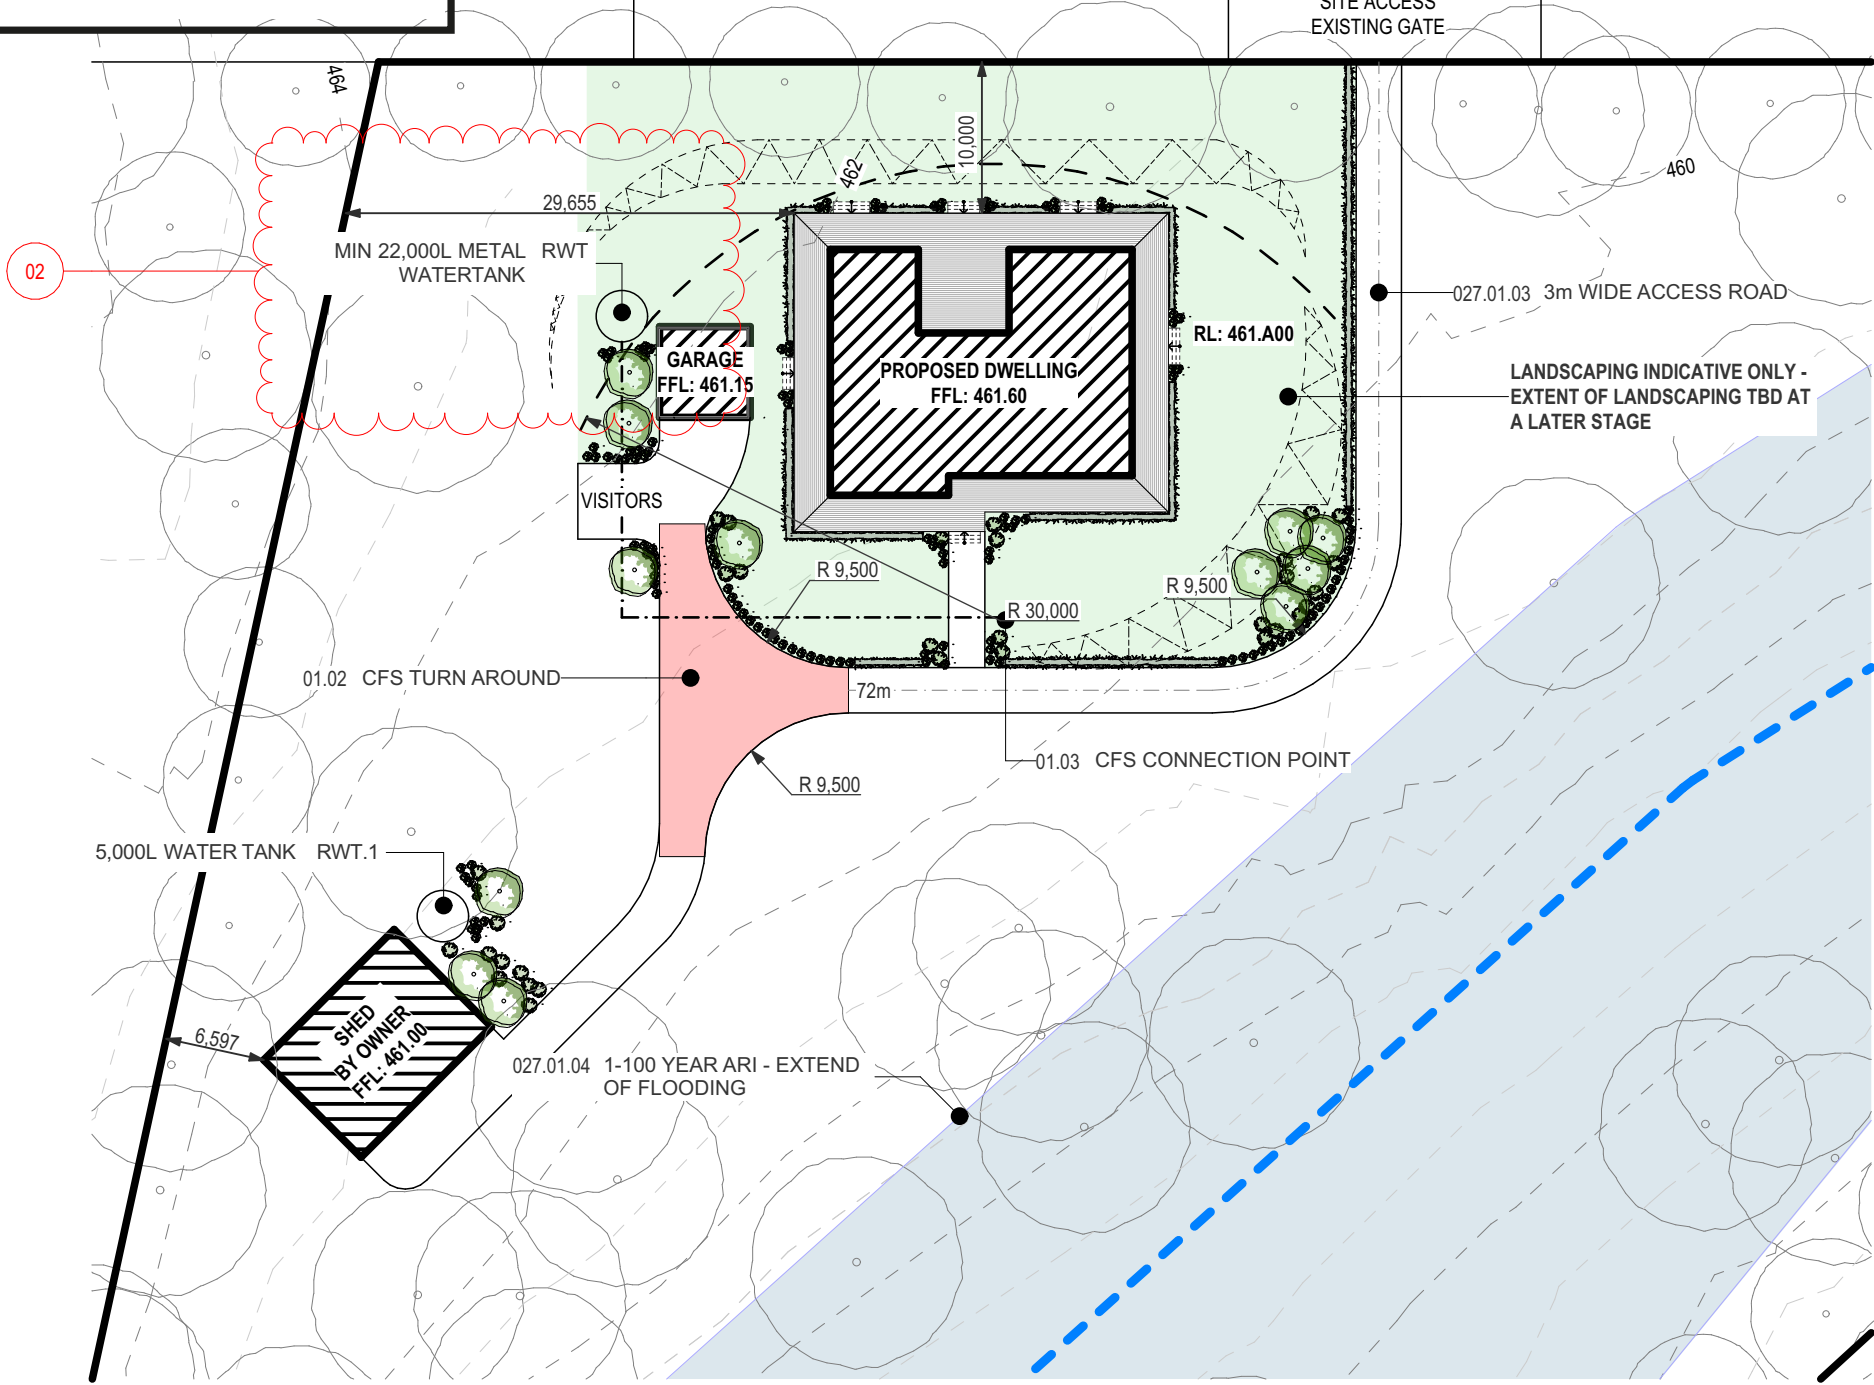 SITE ACCESS
EXISTING GATE
464
10,000
462
460
29,655
MIN 22,000L METAL RWT
WATERTANK
02
027.01.03 3m WIDE ACCESS ROAD
RL: 461.A00
GARAGE
FFL: 461.15
PROPOSED DWELLING
FFL: 461.60
LANDSCAPING INDICATIVE ONLY -
EXTENT OF LANDSCAPING TBD AT
A LATER STAGE
VISITORS
R 9,500
R 9,500
R 30,000
01.02 CFS TURN AROUND
72m
01.03 CFS CONNECTION POINT
R 9,500
5,000L WATER TANK RWT.1
SHED
BY OWNER
FFL: 461.00
6,597
027.01.04 1-100 YEAR ARI - EXTEND
OF FLOODING